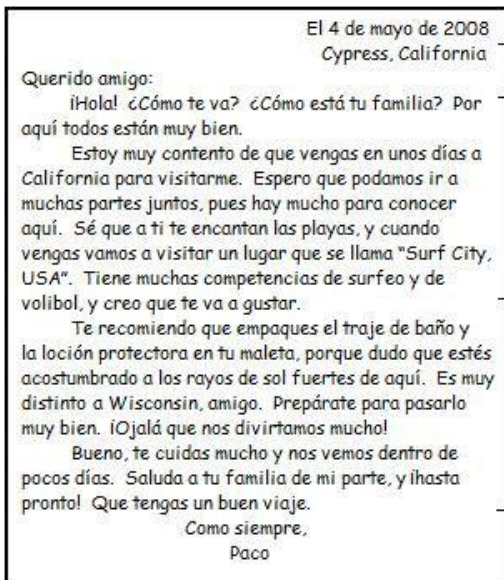 El 4 de mayo de 2008
Cypress, California
Querido amigo:
¡Hola! ¿Cómo te va? ¿Cómo está tu familia? Por
aquí todos están muy bien.
Estoy muy contento de que vengas en unos días a
California para visitarme. Espero que podamos ir a
muchas partes juntos, pues hay mucho para conocer
aquí. Sé que a ti te encantan las playas, y cuando
vengas vamos a visitar un lugar que se llama "Surf City,
USA". Tiene muchas competencias de surfeo y de
volibol, y creo que te va a gustar.
Te recomiendo que empaques el traje de baño y
la loción protectora en tu maleta, porque dudo que estés
acostumbrado a los rayos de sol fuertes de aquí. Es muy
distinto a Wisconsin, amigo. Prepárate para pasarlo
muy bien. ¡Ojalá que nos divirtamos mucho!
Bueno, te cuidas mucho y nos vemos dentro de
pocos días. Saluda a tu familia de mi parte, y ¡hasta
pronto! Que tengas un buen viaje.
Como siempre,
Paco